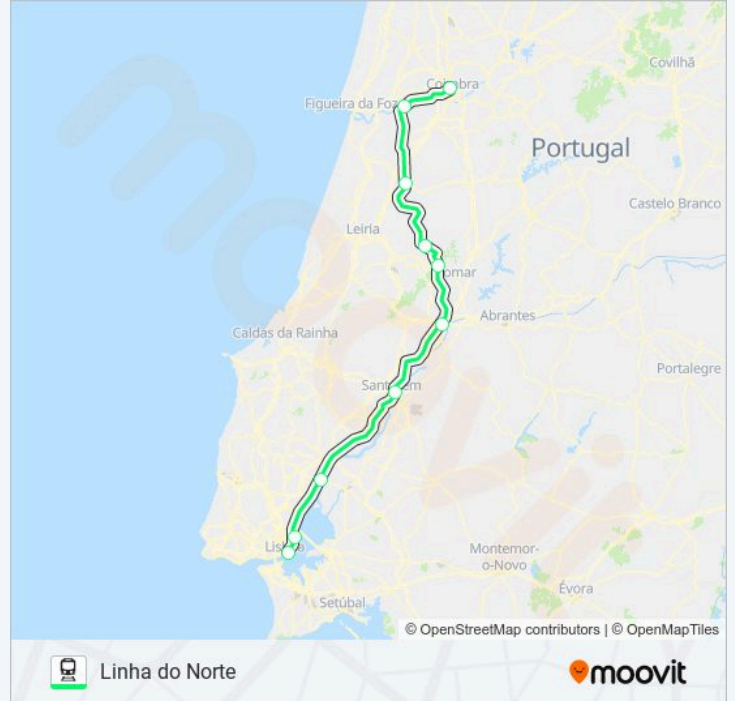 Covilhã
Coimbra
Figueira da Foz
Portugal
Castelo Branco
Leiria
Tomar
Abrantes
Caldas da Rainha
Portalegre
Santarém
moovit
Lisboa
Montemor-
o-Novo
Évora
Setúbal
© OpenStreetMap contributors | © OpenMapTiles
Linha do Norte
moovit